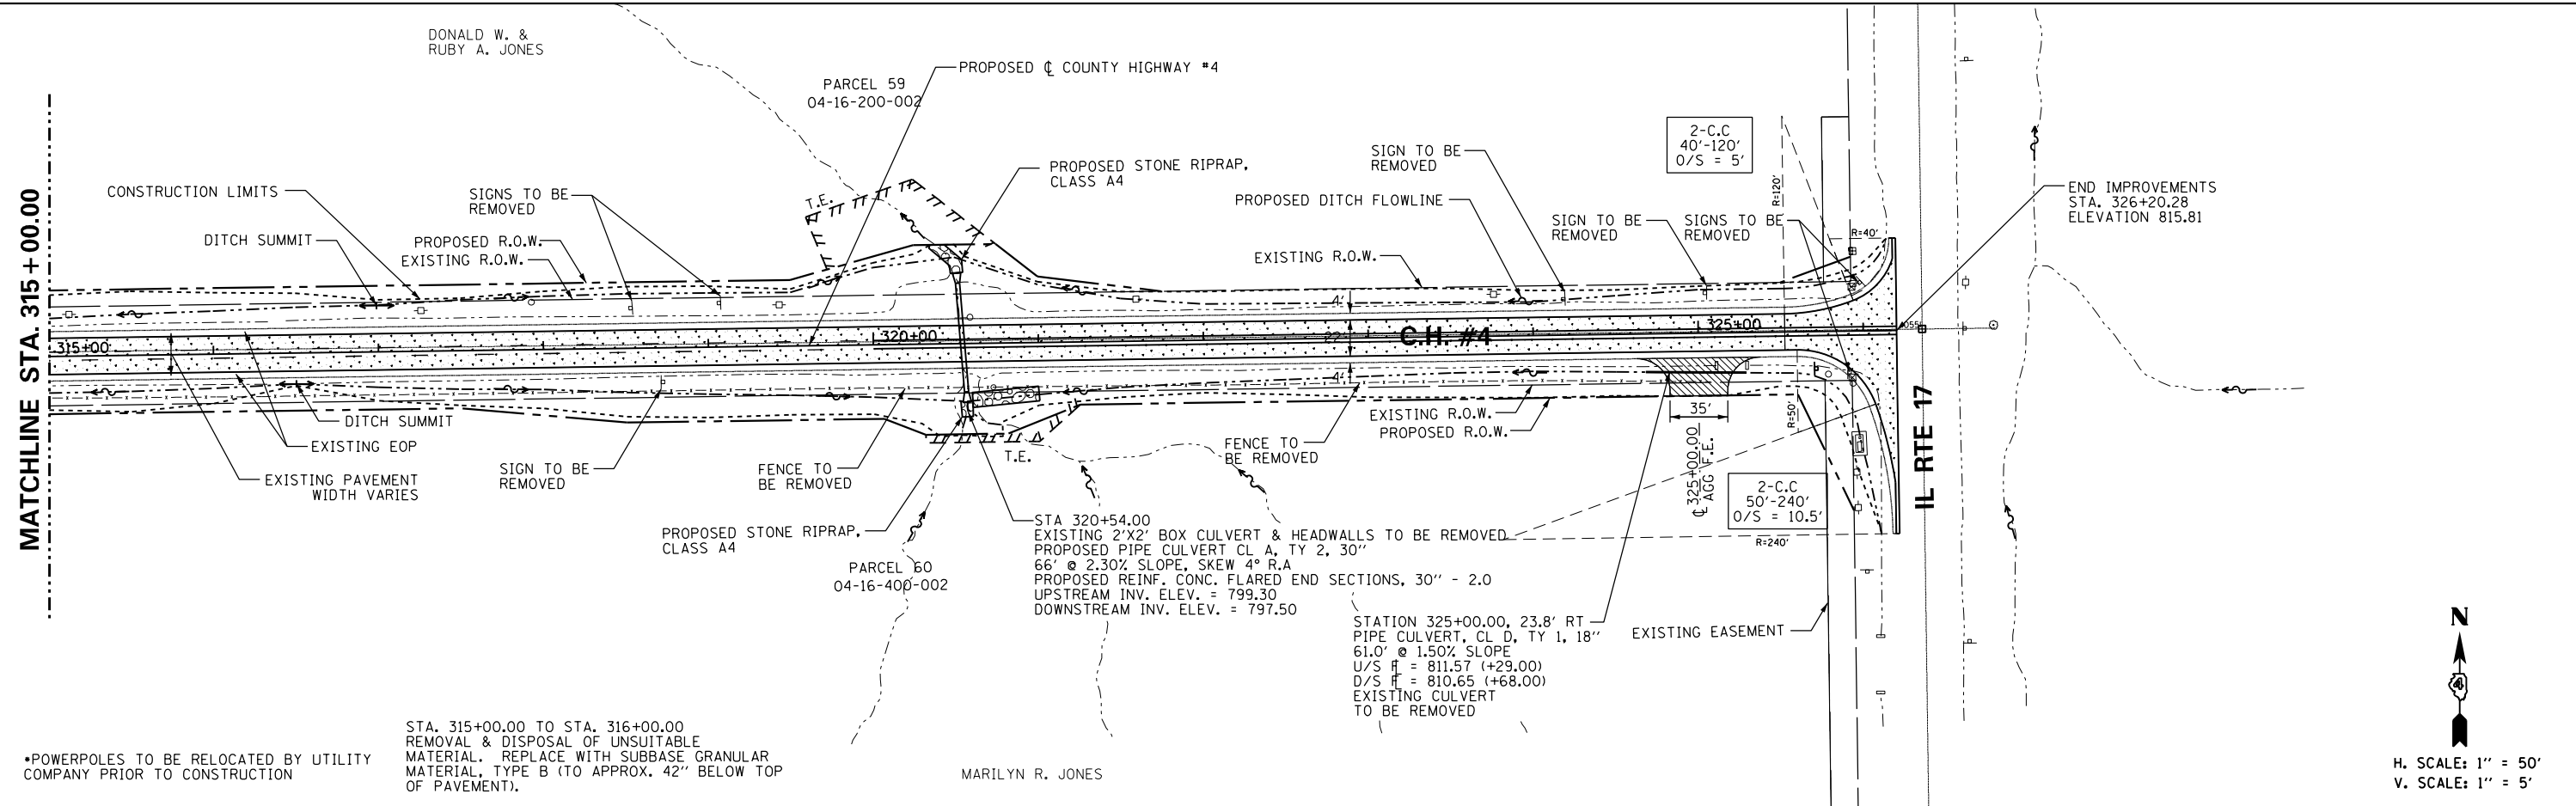 DONALD W. &
RUBY A. JONES
PROPOSED ℄ COUNTY HIGHWAY #4
PARCEL 59
04-16-200-002
2-C.C
40'-120'
O/S = 5'
SIGN TO BE
REMOVED
PROPOSED STONE RIPRAP,
CLASS A4
R=120'
CONSTRUCTION LIMITS
SIGNS TO BE
REMOVED
T.E.
PROPOSED DITCH FLOWLINE
END IMPROVEMENTS
STA. 326+20.28
ELEVATION 815.81
SIGN TO BE
REMOVED
SIGNS TO BE
REMOVED
DITCH SUMMIT
PROPOSED R.O.W.
EXISTING R.O.W.
R=40'
EXISTING R.O.W.
MATCHLINE STA. 315+00.00
4'
315+00
320+00
22'
C.H. #4
325+00
4'
DITCH SUMMIT
EXISTING EOP
EXISTING PAVEMENT
WIDTH VARIES
SIGN TO BE
REMOVED
FENCE TO
BE REMOVED
T.E.
FENCE TO
BE REMOVED
EXISTING R.O.W.
PROPOSED R.O.W.
35'
R=50'
℄ 325+00.00
AGG F.E.
IL RTE 17
2-C.C
50'-240'
O/S = 10.5'
R=240'
PROPOSED STONE RIPRAP,
CLASS A4
PARCEL 60
04-16-400-002
STA 320+54.00
EXISTING 2'X2' BOX CULVERT & HEADWALLS TO BE REMOVED
PROPOSED PIPE CULVERT CL A, TY 2, 30"
66' @ 2.30% SLOPE, SKEW 4° R.A
PROPOSED REINF. CONC. FLARED END SECTIONS, 30" - 2.0
UPSTREAM INV. ELEV. = 799.30
DOWNSTREAM INV. ELEV. = 797.50
STATION 325+00.00, 23.8' RT
PIPE CULVERT, CL D, TY 1, 18"
61.0' @ 1.50% SLOPE
U/S FL = 811.57 (+29.00)
D/S FL = 810.65 (+68.00)
EXISTING CULVERT
TO BE REMOVED
EXISTING EASEMENT
*POWERPOLES TO BE RELOCATED BY UTILITY
COMPANY PRIOR TO CONSTRUCTION
STA. 315+00.00 TO STA. 316+00.00
REMOVAL & DISPOSAL OF UNSUITABLE
MATERIAL. REPLACE WITH SUBBASE GRANULAR
MATERIAL, TYPE B (TO APPROX. 42" BELOW TOP
OF PAVEMENT).
MARILYN R. JONES
N
4
H. SCALE: 1" = 50'
V. SCALE: 1" = 5'